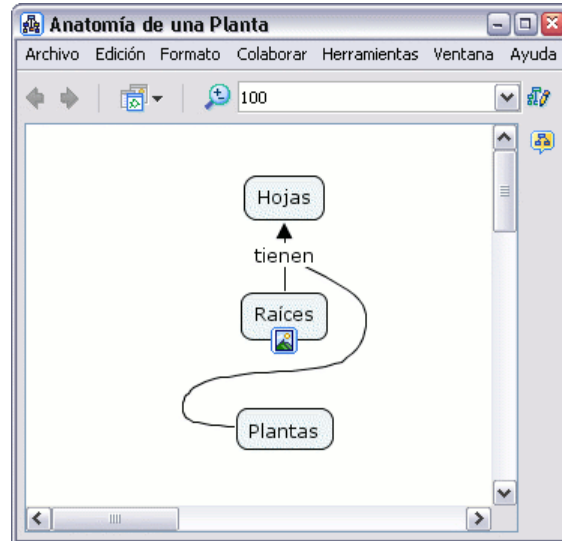 Anatomía de una Planta
Archivo Edición Formato Colaborar Herramientas Ventana Ayuda
100
Hojas
tienen
Raíces
Plantas